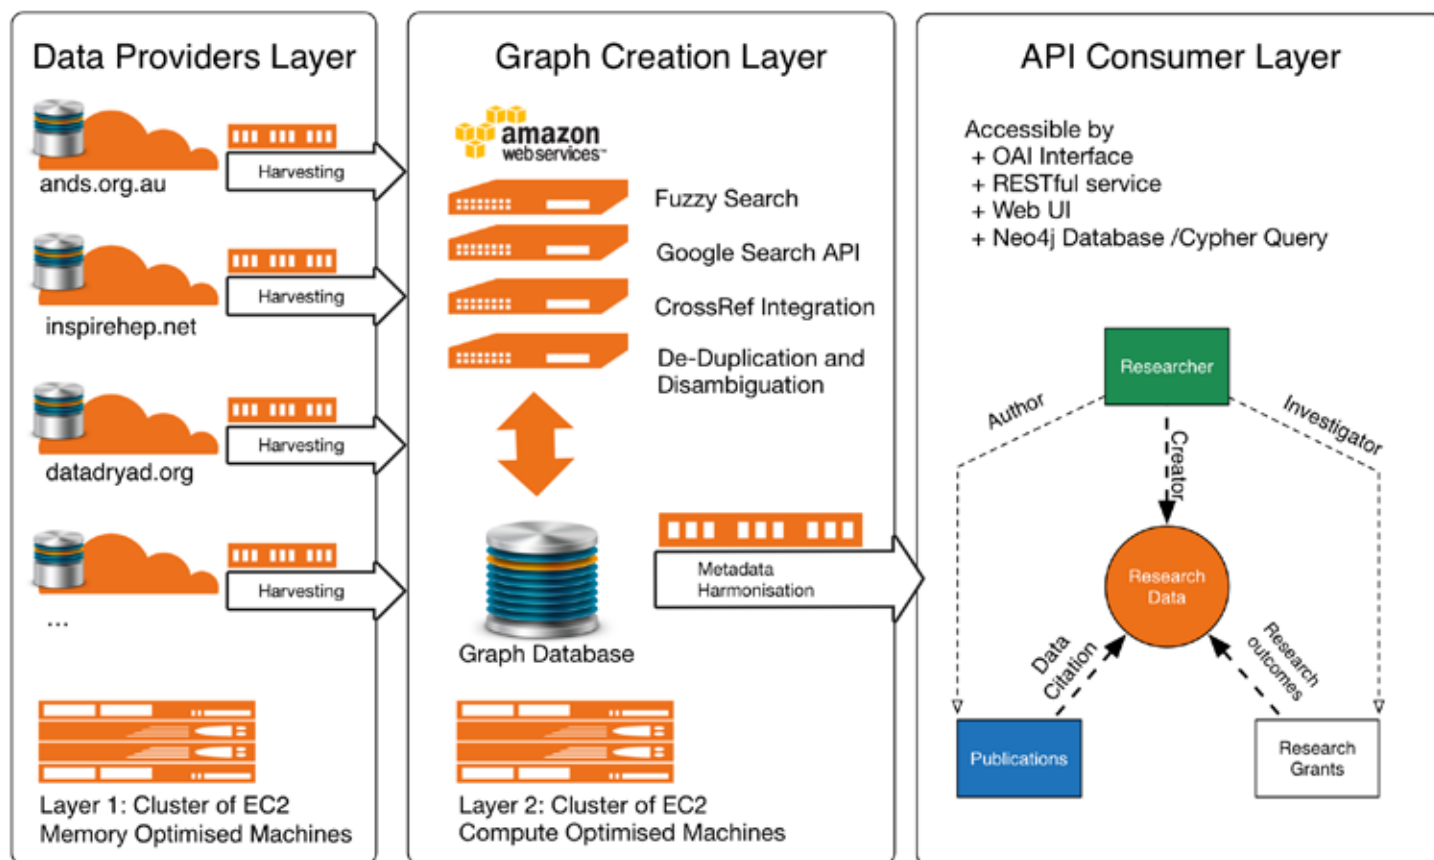 Data Providers Layer
ands.org.au
Harvesting
inspirehep.net
Harvesting
datadryad.org
Harvesting
...
Harvesting
Layer 1: Cluster of EC2
Memory Optimised Machines
Graph Creation Layer
amazon
webservices™
Fuzzy Search
Google Search API
CrossRef Integration
De-Duplication and
Disambiguation
Graph Database
Metadata
Harmonisation
Layer 2: Cluster of EC2
Compute Optimised Machines
API Consumer Layer
Accessible by
+ OAI Interface
+ RESTful service
+ Web UI
+ Neo4j Database /Cypher Query
Researcher
Author
Creator
Investigator
Research
Data
Data
Citation
Research
outcomes
Publications
Research
Grants